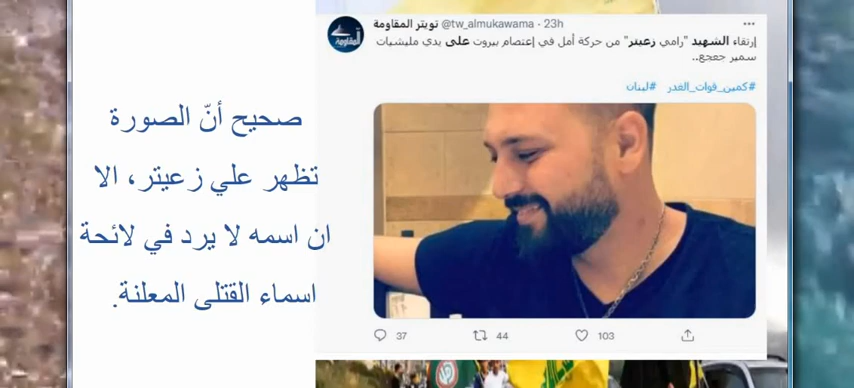 تويتر المقاومة @tw_almukawama · 23h
المقاومة
إرتقاء الشهيد "رامي زعيتر" من حركة أمل في إعتصام بيروت على يدي مليشيات
سمير جعجع..
#كمين_قوات_الغدر #لبنان
37 44 103
صحيح أنّ الصورة
تظهر علي زعيتر، الا
ان اسمه لا يرد في لائحة
اسماء القتلى المعلنة.